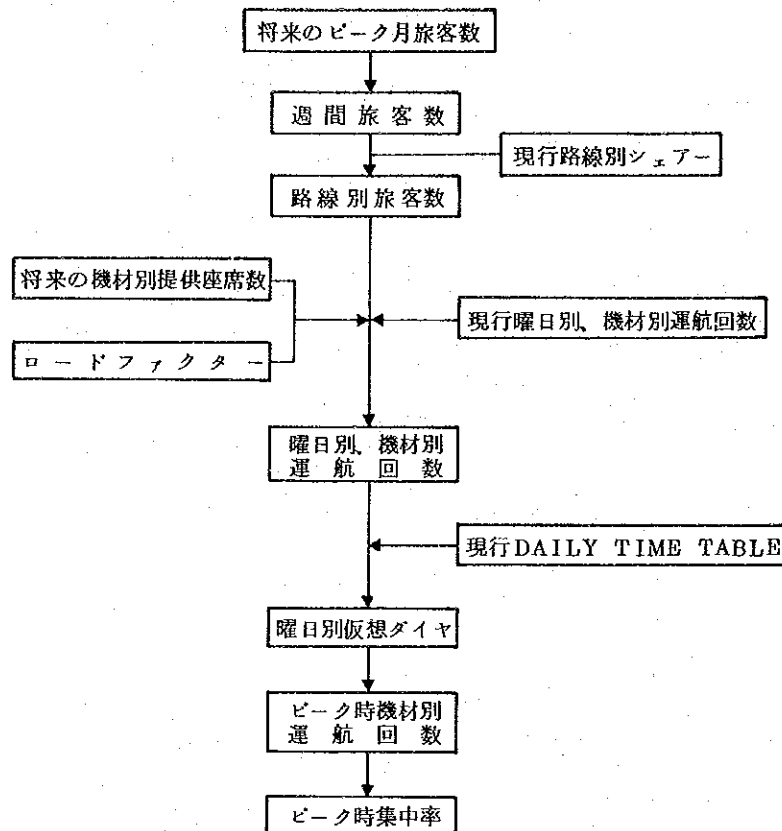 将来のピーク月旅客数
週間旅客数
現行路線別シェアー
路線別旅客数
将来の機材別提供座席数
現行曜日別、機材別運航回数
ロードファクター
曜日別、機材別
運航回数
現行DAILY TIME TABLE
曜日別仮想ダイヤ
ピーク時機材別
運航回数
ピーク時集中率